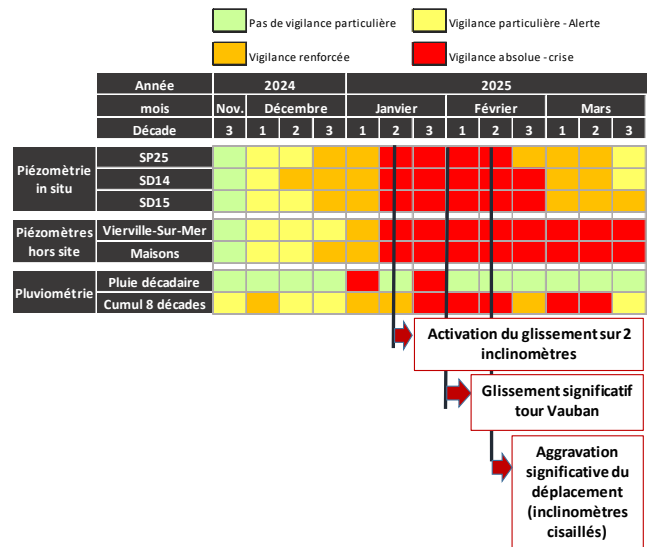 Pas de vigilance particulière
Vigilance particulière - Alerte
Vigilance renforcée
Vigilance absolue - crise
Année 2024 2025
mois Nov. Décembre Janvier Février Mars
Décade 3 1 2 3 1 2 3 1 2 3 1 2 3
Piézomètrie
in situ
SP25
SD14
SD15
Piézomètres
hors site
Vierville-Sur-Mer
Maisons
Pluviométrie
Pluie décadaire
Cumul 8 décades
Activation du glissement sur 2
inclinomètres
Glissement significatif
tour Vauban
Aggravation
significative du
déplacement
(inclinomètres
cisaillés)